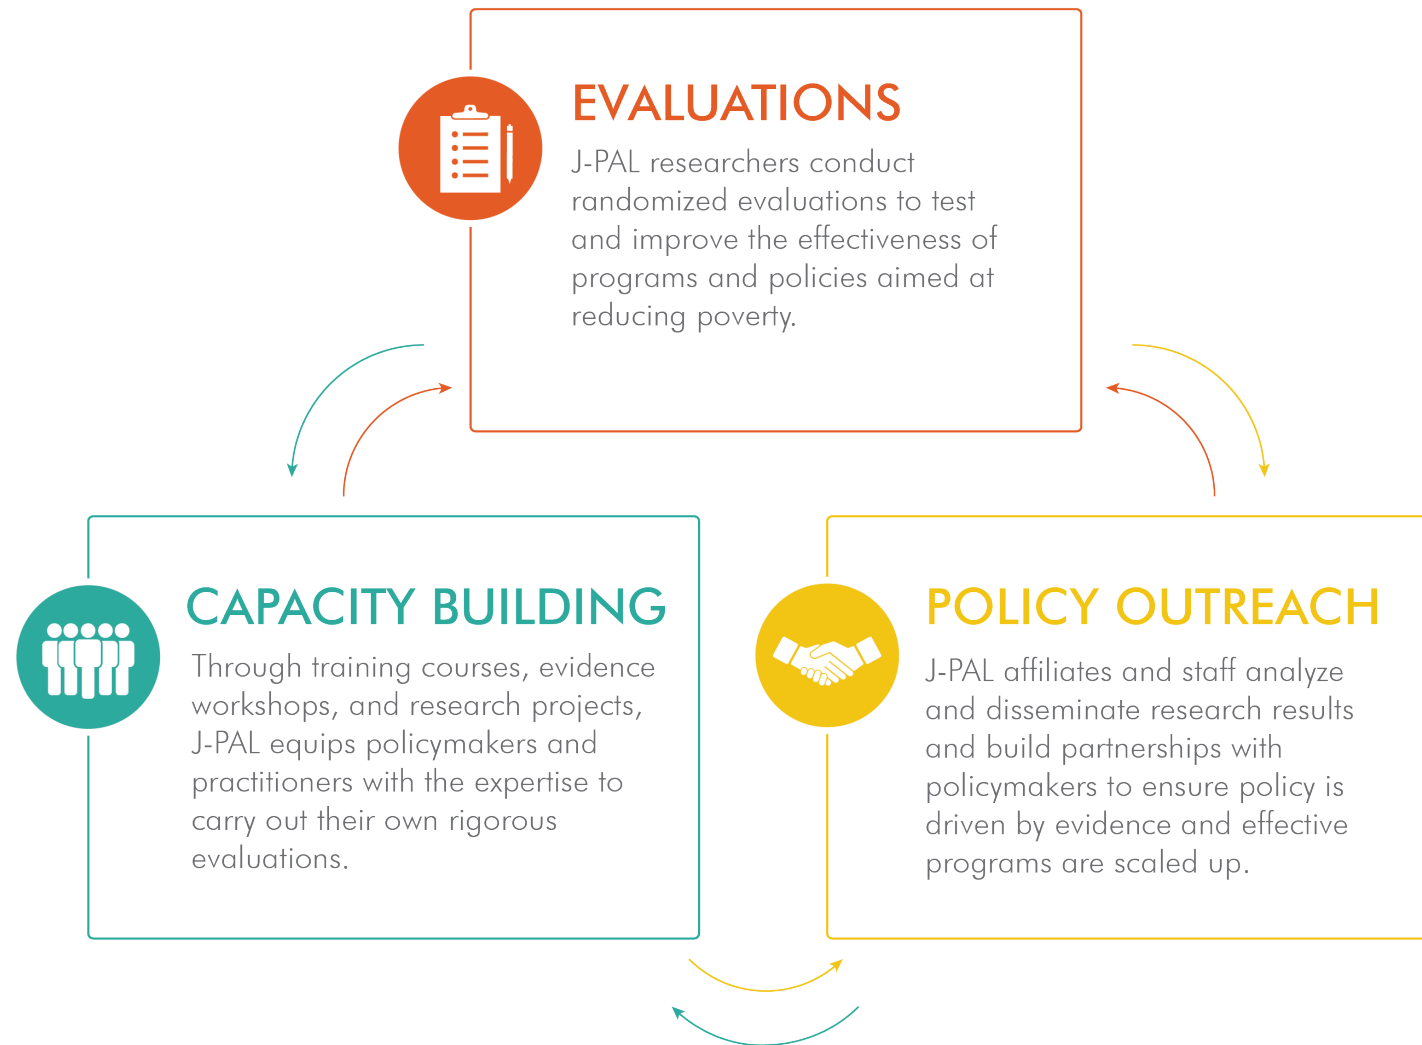 EVALUATIONS
J-PAL researchers conduct
randomized evaluations to test
and improve the effectiveness of
programs and policies aimed at
reducing poverty.
CAPACITY BUILDING
Through training courses, evidence
workshops, and research projects,
J-PAL equips policymakers and
practitioners with the expertise to
carry out their own rigorous
evaluations.
POLICY OUTREACH
J-PAL affiliates and staff analyze
and disseminate research results
and build partnerships with
policymakers to ensure policy is
driven by evidence and effective
programs are scaled up.